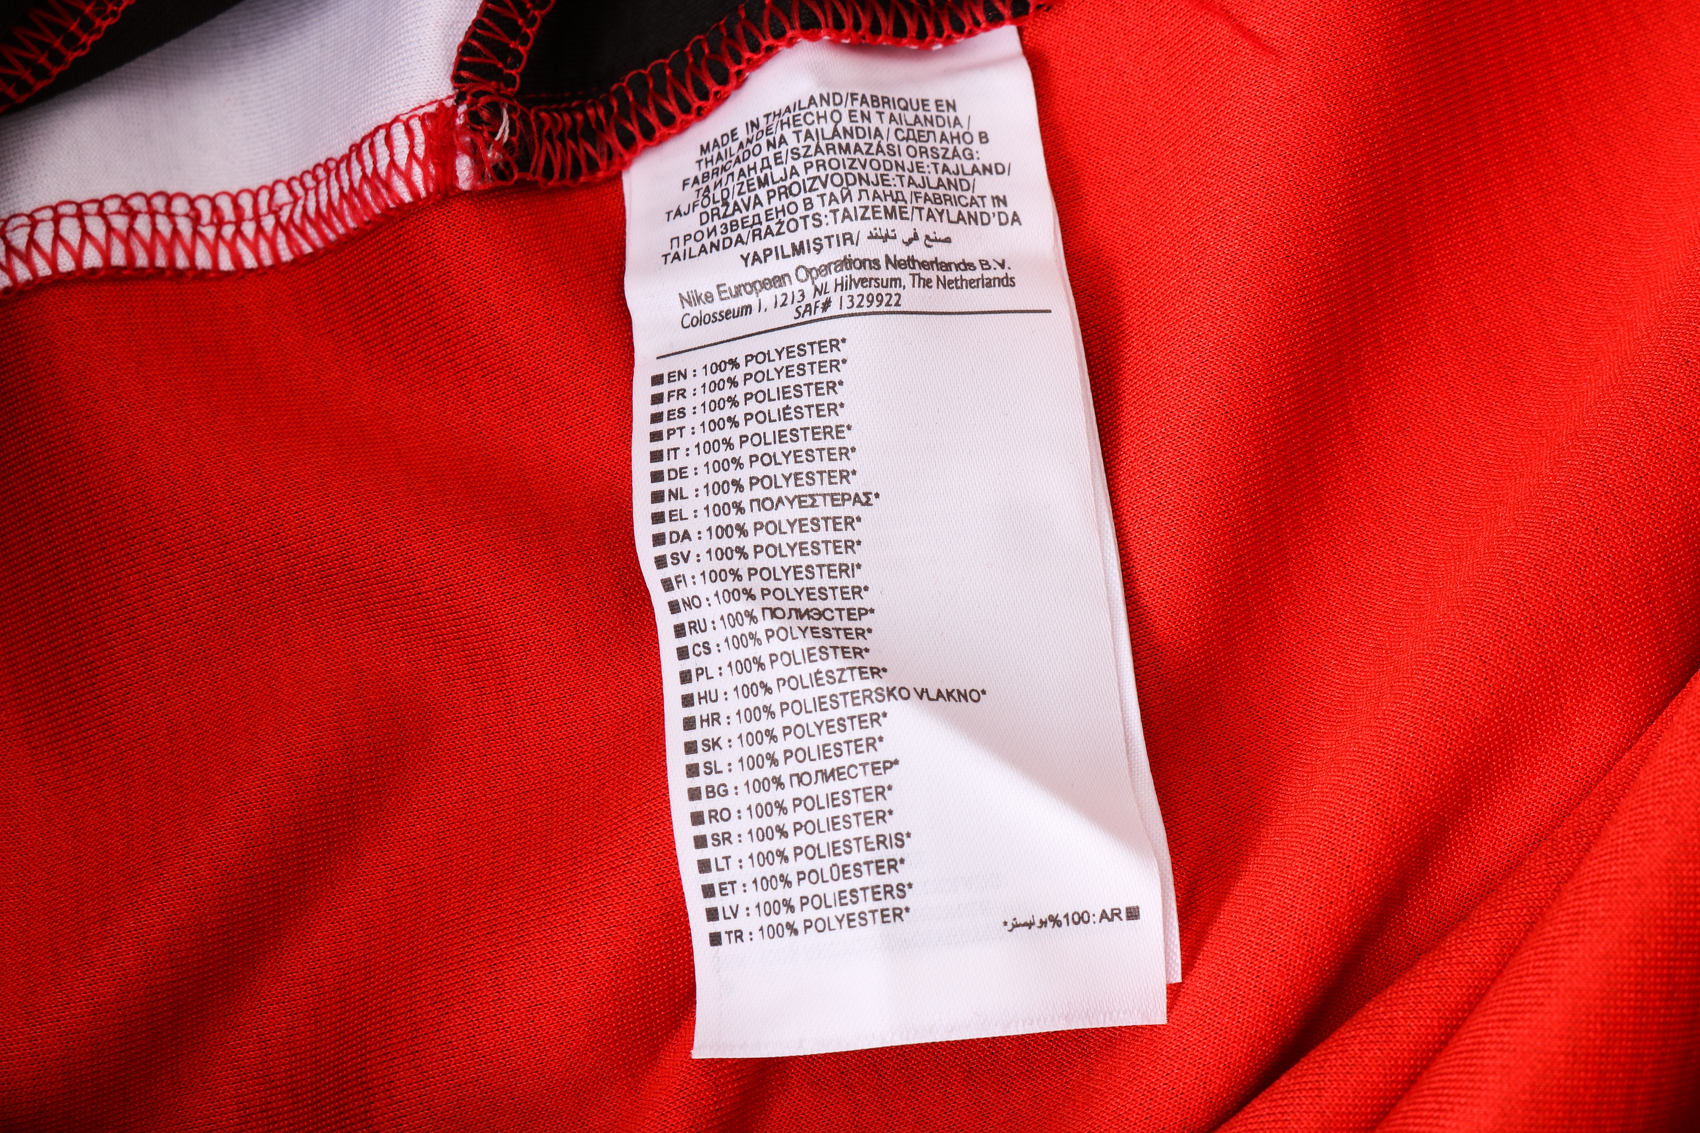 MADE IN THAILAND/FABRIQUE EN
THAILANDE/HECHO EN TAILANDIA /
FABRICADO NA TAILÂNDIA / СДЕЛАНО В
ТАИЛАНДЕ/SZÁRMAZÁSI ORSZÁG:
TÁJFÖLD/ZEMLJA PROIZVODNJE:TAJLAND/
DRŽAVA PROIZVODNJE:TAJLAND/
ПРОИЗВЕДЕНО В ТАЙЛАНД/FABRICAT IN
TAILANDA/RAŽOTS: TAIZEME/TAYLAND'DA
YAPILMIŞTIR/ صنع في تايلند
Nike European Operations Netherlands B.V.
Colosseum 1, 1213 NL Hilversum, The Netherlands
SAF# 1329922
EN : 100% POLYESTER*
FR : 100% POLYESTER*
ES : 100% POLIESTER*
PT : 100% POLIÉSTER*
IT : 100% POLIESTERE*
DE : 100% POLYESTER*
NL : 100% POLYESTER*
EL : 100% ΠΟΛΥΕΣΤΕΡΑΣ*
DA : 100% POLYESTER*
SV : 100% POLYESTER*
FI : 100% POLYESTERI*
NO : 100% POLYESTER*
RU : 100% ПОЛИЭСТЕР*
CS : 100% POLYESTER*
PL : 100% POLIESTER*
HU : 100% POLIÉSZTER*
HR : 100% POLIESTERSKO VLAKNO*
SK : 100% POLYESTER*
SL : 100% POLIESTER*
BG : 100% ПОЛИЕСТЕР*
RO : 100% POLIESTER*
SR : 100% POLIESTER*
LT : 100% POLIESTERIS*
ET : 100% POLÜESTER*
LV : 100% POLIESTERS*
TR : 100% POLYESTER*
AR :100% بوليستر*